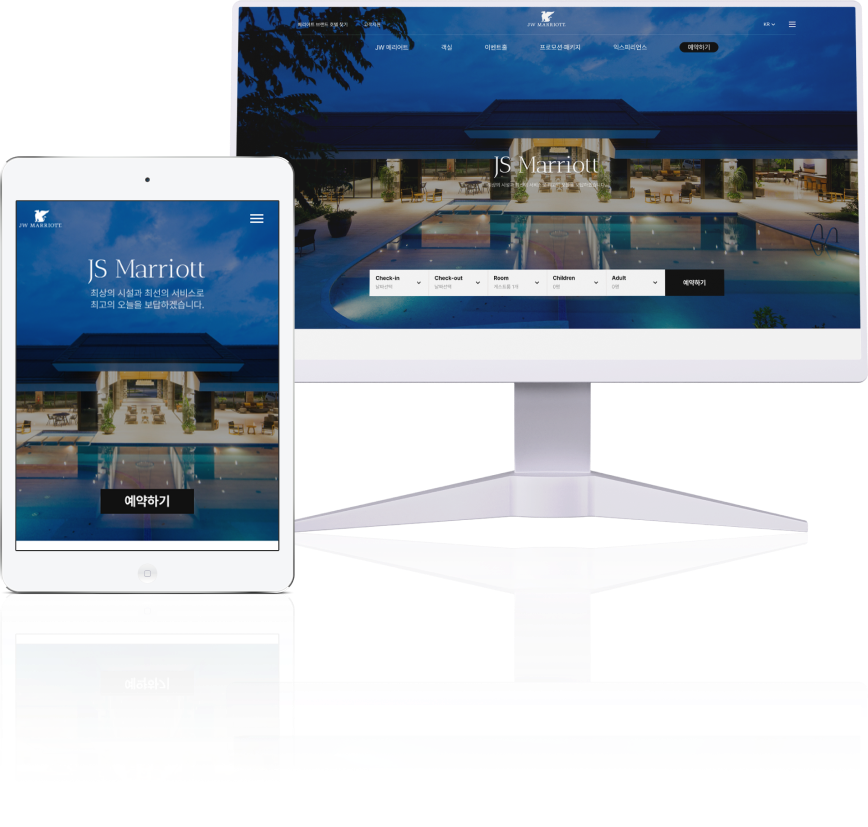 메리어트 브랜드 호텔 찾기
고객지원
JW MARRIOTT
KR
JW 메리어트
객실
이벤트홀
프로모션·패키지
익스피리언스
예약하기
JS Marriott
Check-in
날짜선택
Check-out
날짜선택
Room
게스트룸 1개
Children
0명
Adult
0명
예약하기
JW MARRIOTT
JS Marriott
최상의 시설과 최선의 서비스로
최고의 오늘을 보답하겠습니다.
예약하기